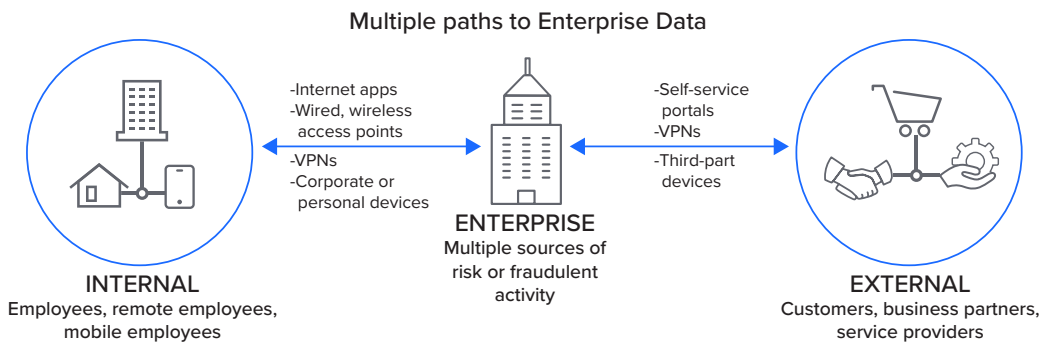 Multiple paths to Enterprise Data
-Internet apps
-Wired, wireless
access points
-VPNs
-Corporate or
personal devices
-Self-service
portals
-VPNs
-Third-part
devices
INTERNAL
Employees, remote employees,
mobile employees
ENTERPRISE
Multiple sources of
risk or fraudulent
activity
EXTERNAL
Customers, business partners,
service providers